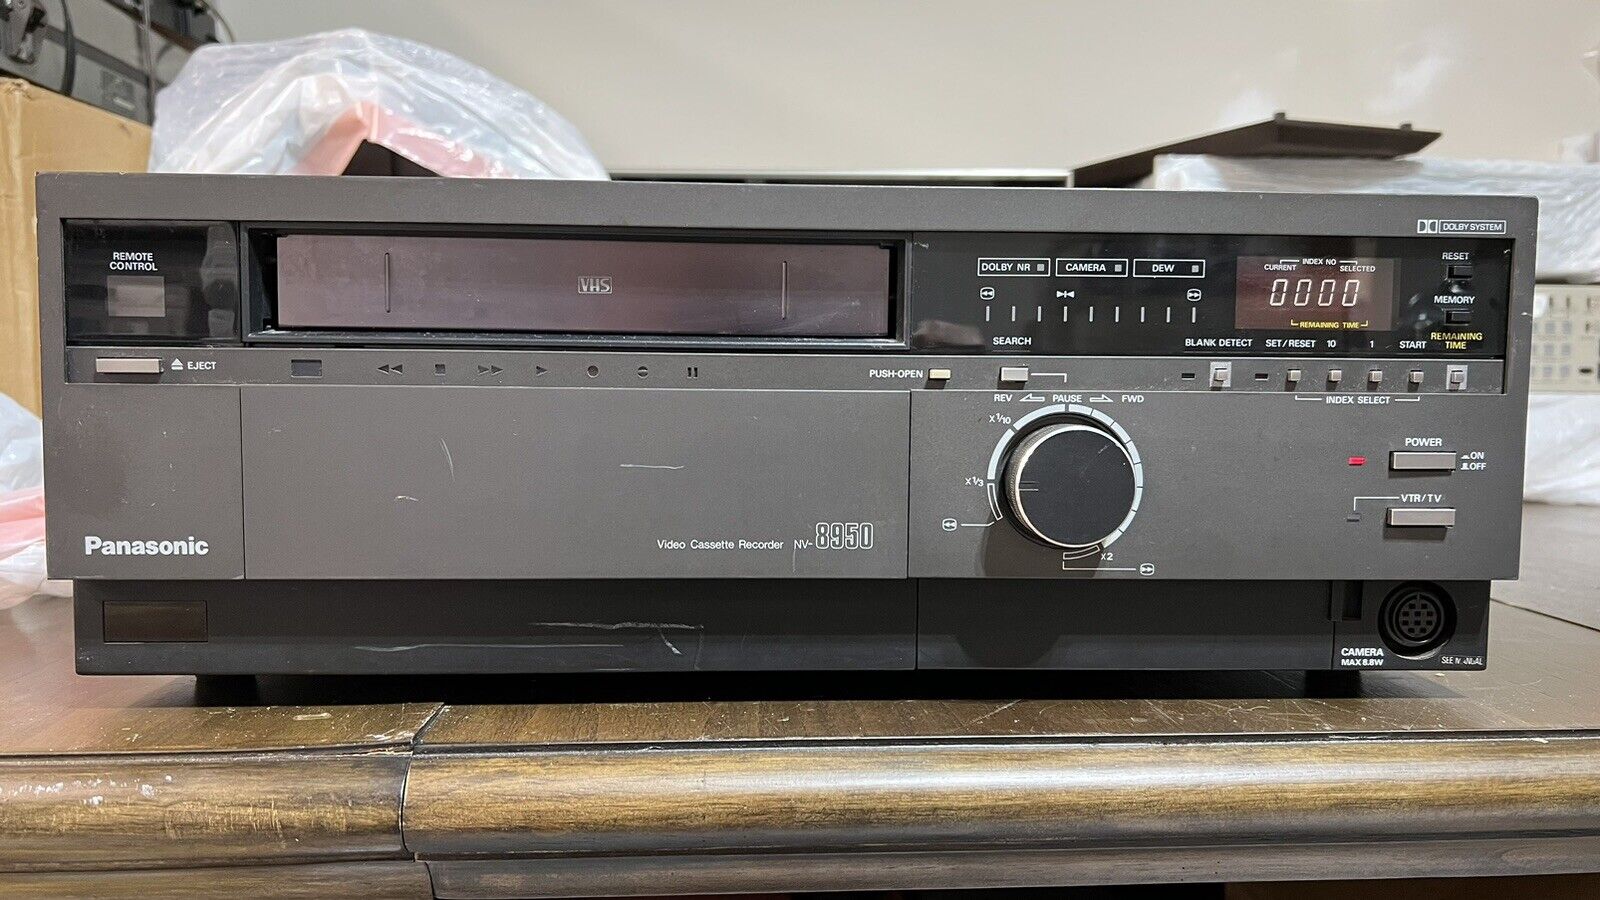 DOLBY SYSTEM
REMOTE
CONTROL
VHS
DOLBY NR
CAMERA
DEW
INDEX NO
CURRENT
SELECTED
0000
REMAINING TIME
RESET
MEMORY
REMAINING
TIME
SEARCH
BLANK DETECT
SET/RESET
10
1
START
EJECT
PUSH-OPEN
INDEX SELECT
REV
PAUSE
FWD
x1/10
x1/3
x2
POWER
ON
OFF
VTR/TV
Panasonic
Video Cassette Recorder NV-8950
CAMERA
MAX 8.8W